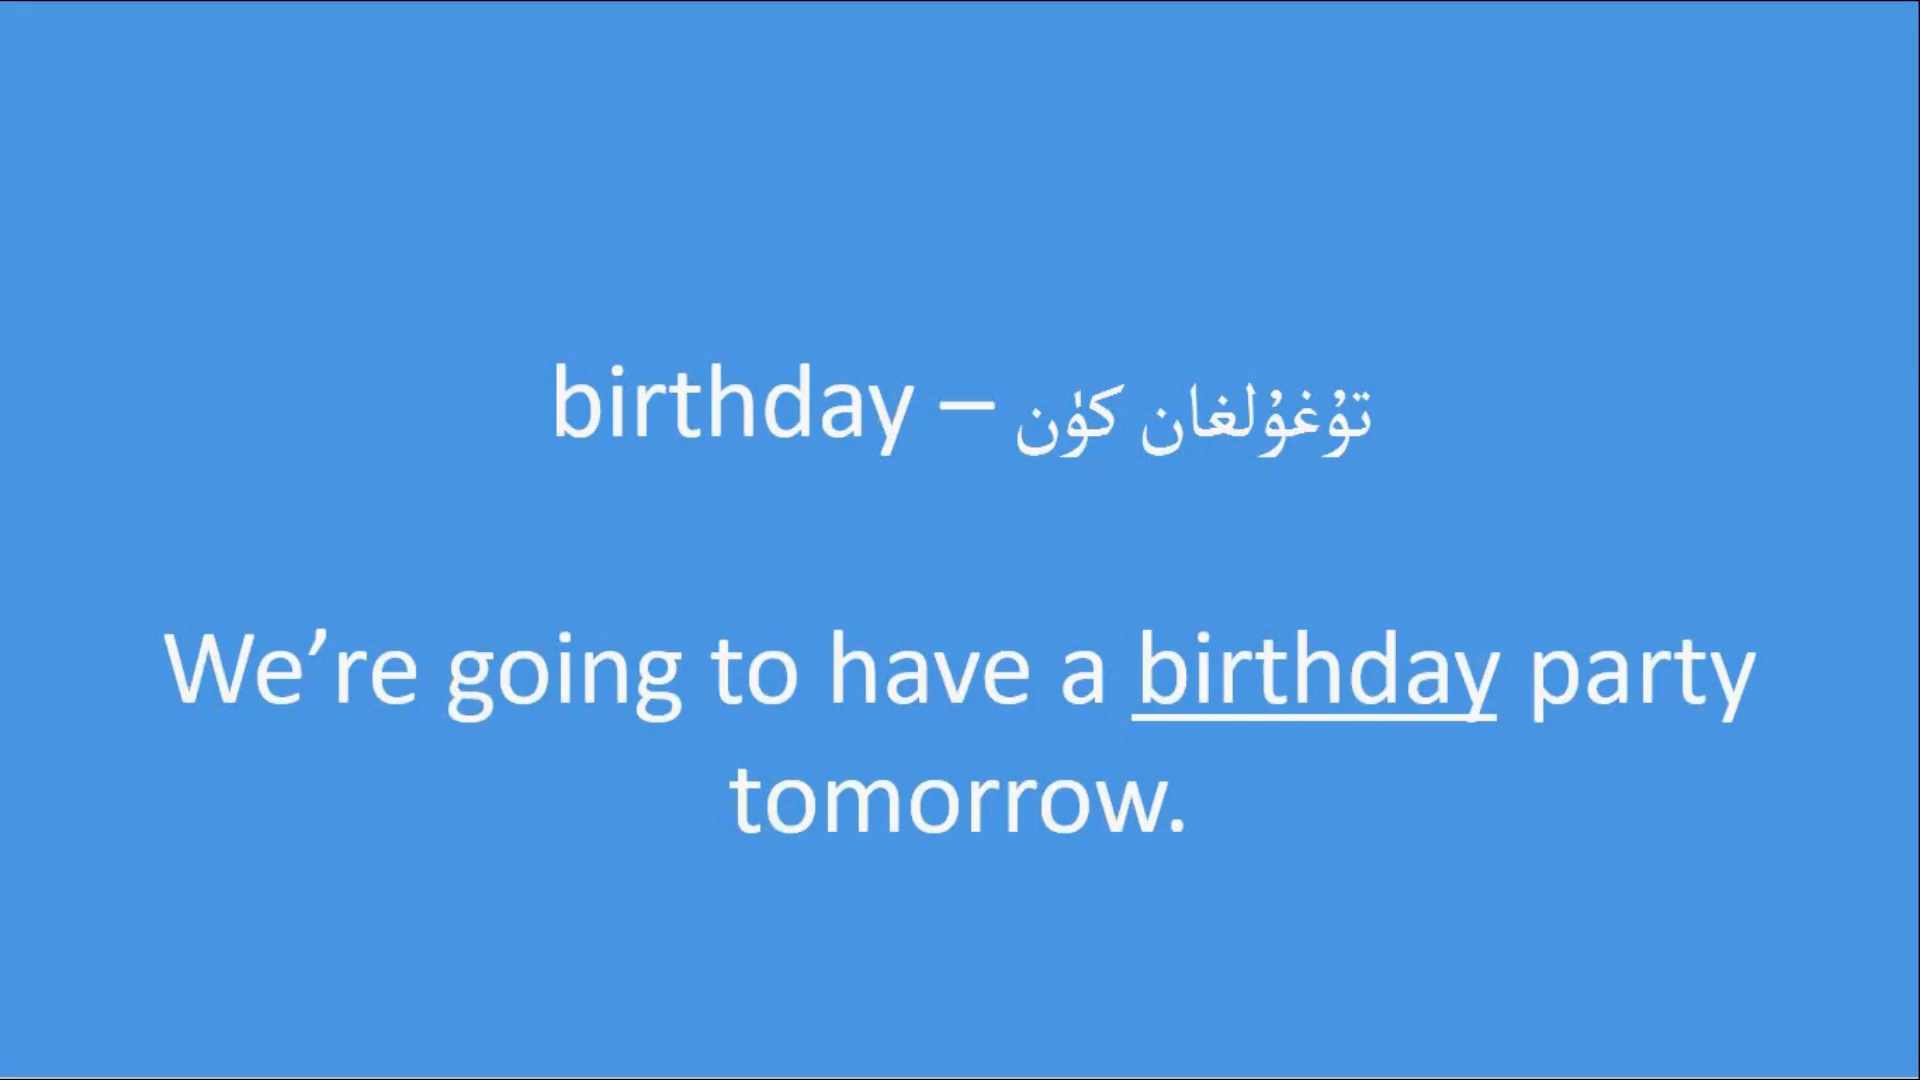 birthday – تۇغۇلغان كۈن
We’re going to have a birthday party
tomorrow.